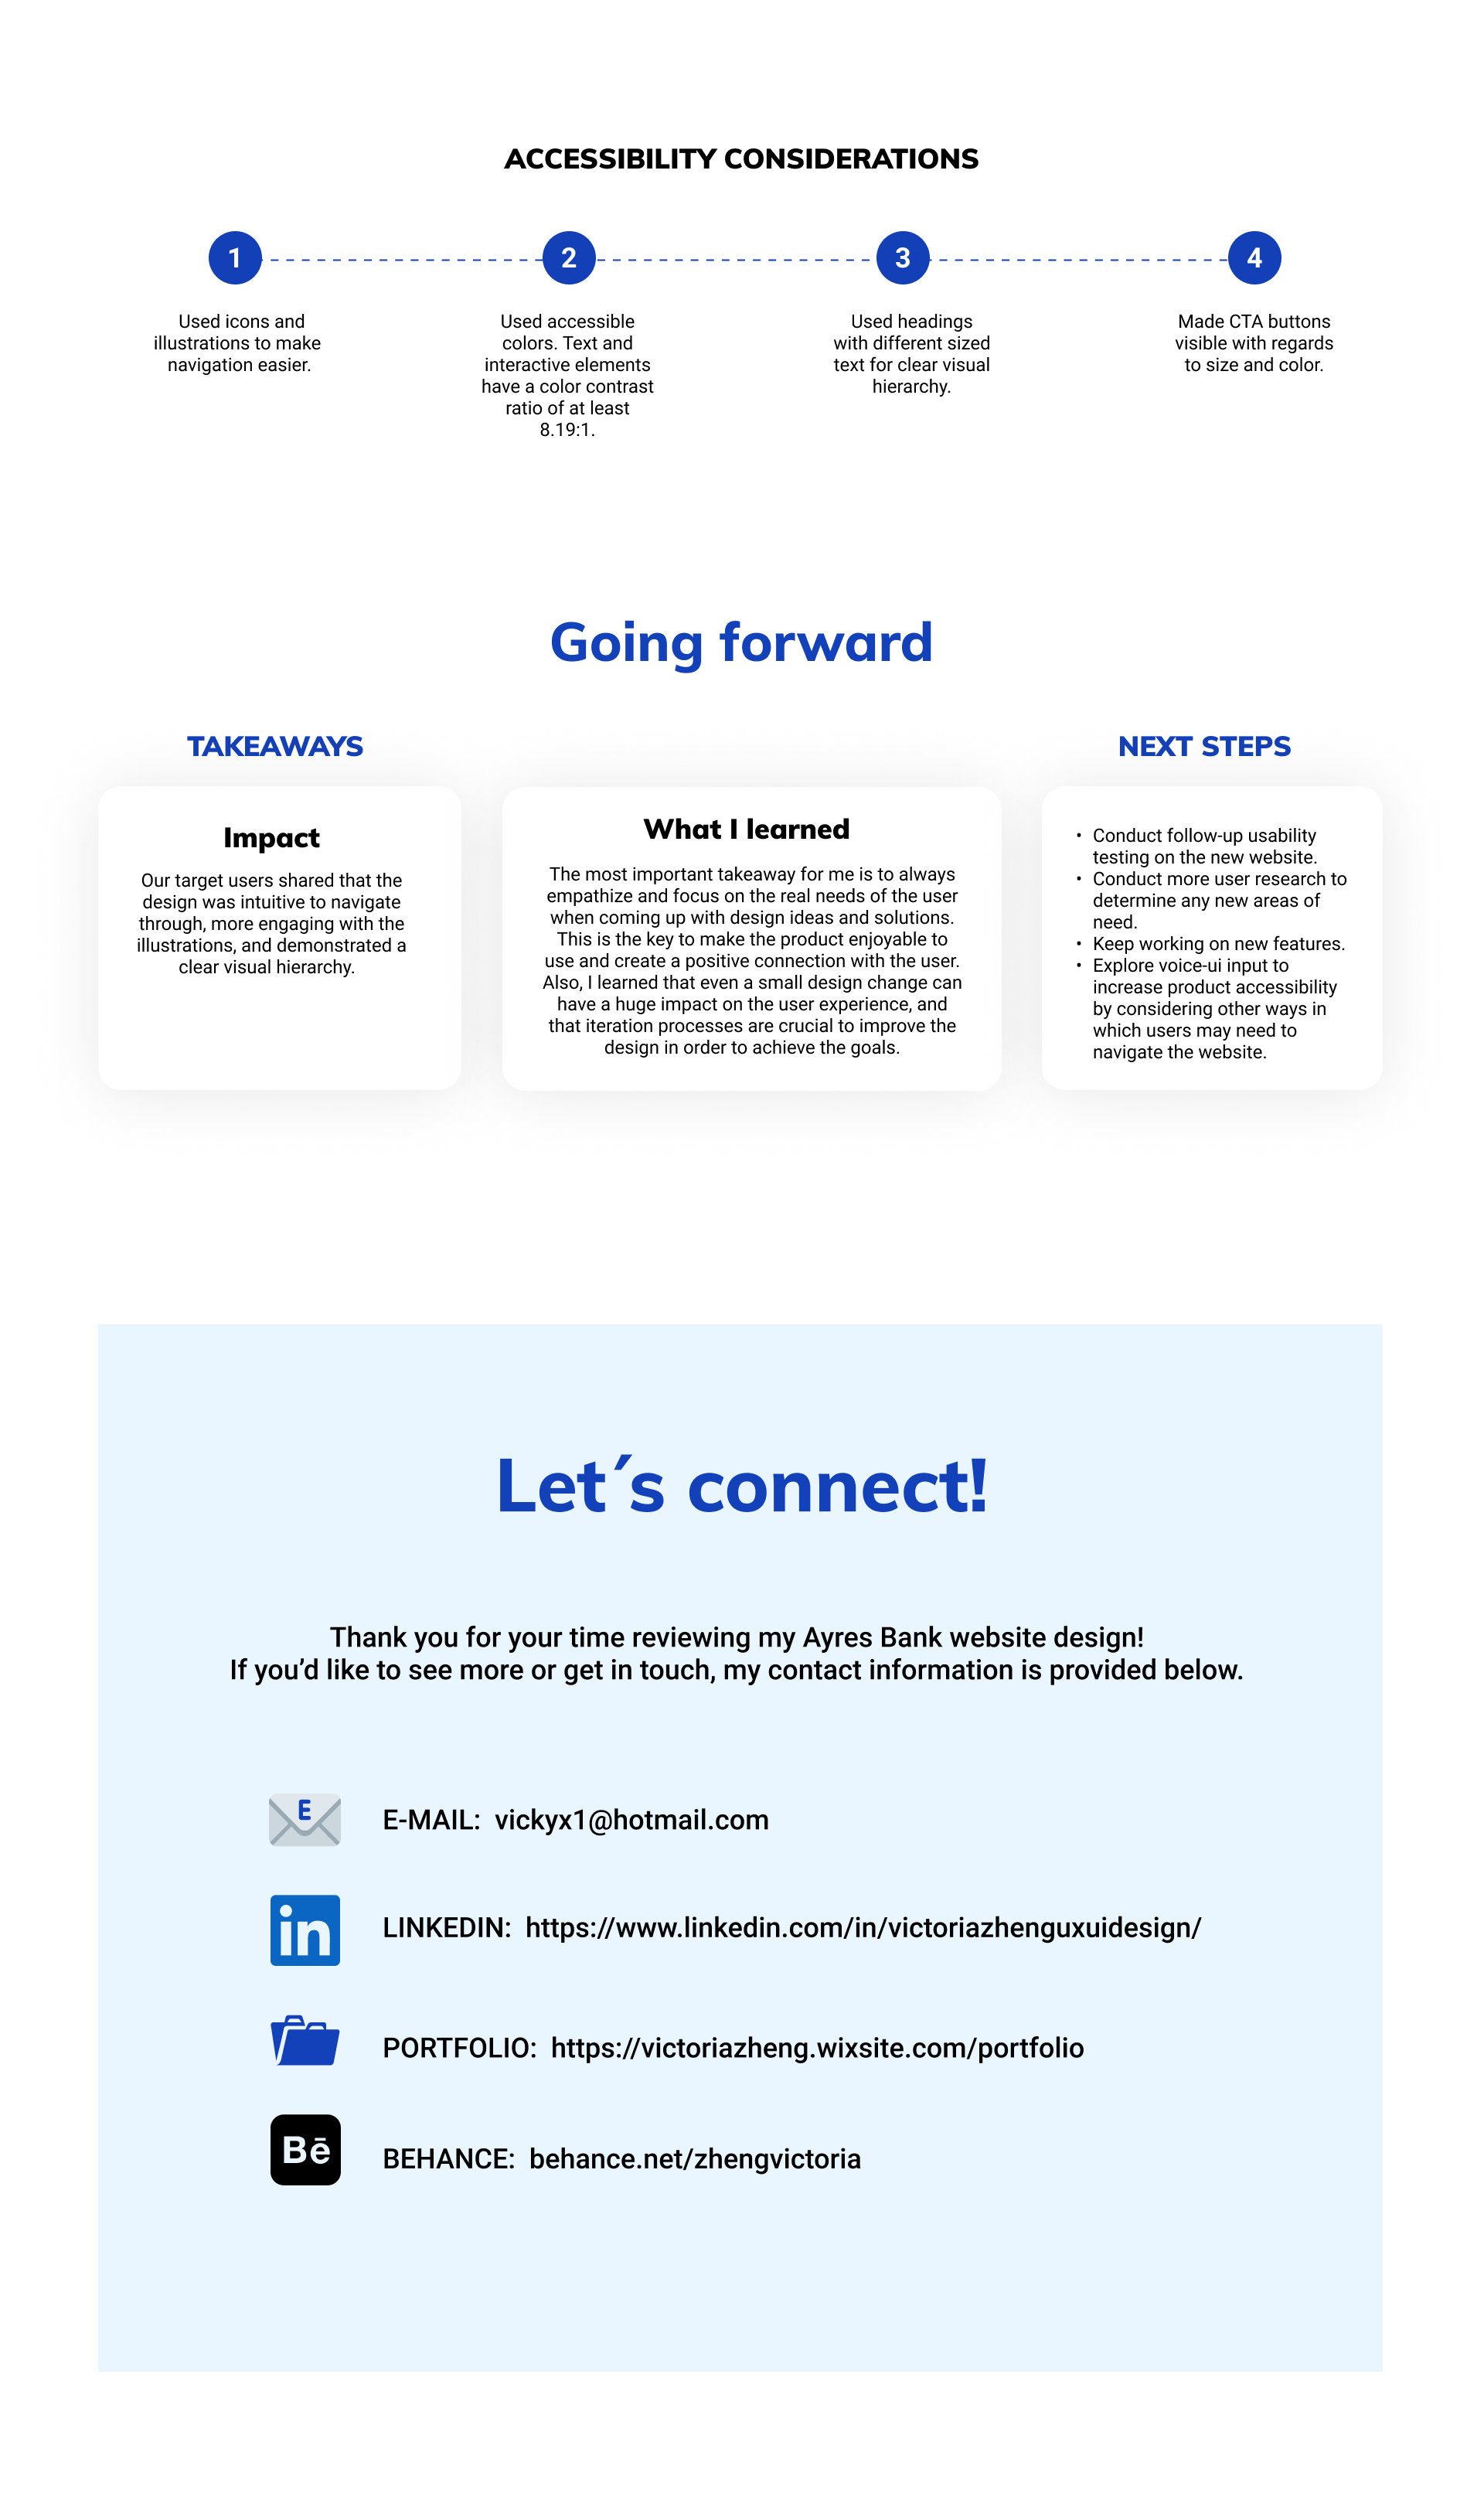 ACCESSIBILITY CONSIDERATIONS
1
2
3
4
Used icons and
illustrations to make
navigation easier.
Used accessible
colors. Text and
interactive elements
have a color contrast
ratio of at least
8.19:1.
Used headings
with different sized
text for clear visual
hierarchy.
Made CTA buttons
visible with regards
to size and color.
Going forward
TAKEAWAYS
Impact
Our target users shared that the
design was intuitive to navigate
through, more engaging with the
illustrations, and demonstrated a
clear visual hierarchy.
What I learned
The most important takeaway for me is to always
empathize and focus on the real needs of the user
when coming up with design ideas and solutions.
This is the key to make the product enjoyable to
use and create a positive connection with the user.
Also, I learned that even a small design change can
have a huge impact on the user experience, and
that iteration processes are crucial to improve the
design in order to achieve the goals.
NEXT STEPS
• Conduct follow-up usability
testing on the new website.
• Conduct more user research to
determine any new areas of
need.
• Keep working on new features.
• Explore voice-ui input to
increase product accessibility
by considering other ways in
which users may need to
navigate the website.
Let´s connect!
Thank you for your time reviewing my Ayres Bank website design!
If you’d like to see more or get in touch, my contact information is provided below.
E
E-MAIL: vickyx1@hotmail.com
in
LINKEDIN: https://www.linkedin.com/in/victoriazhenguxuidesign/
PORTFOLIO: https://victoriazheng.wixsite.com/portfolio
Bē
BEHANCE: behance.net/zhengvictoria